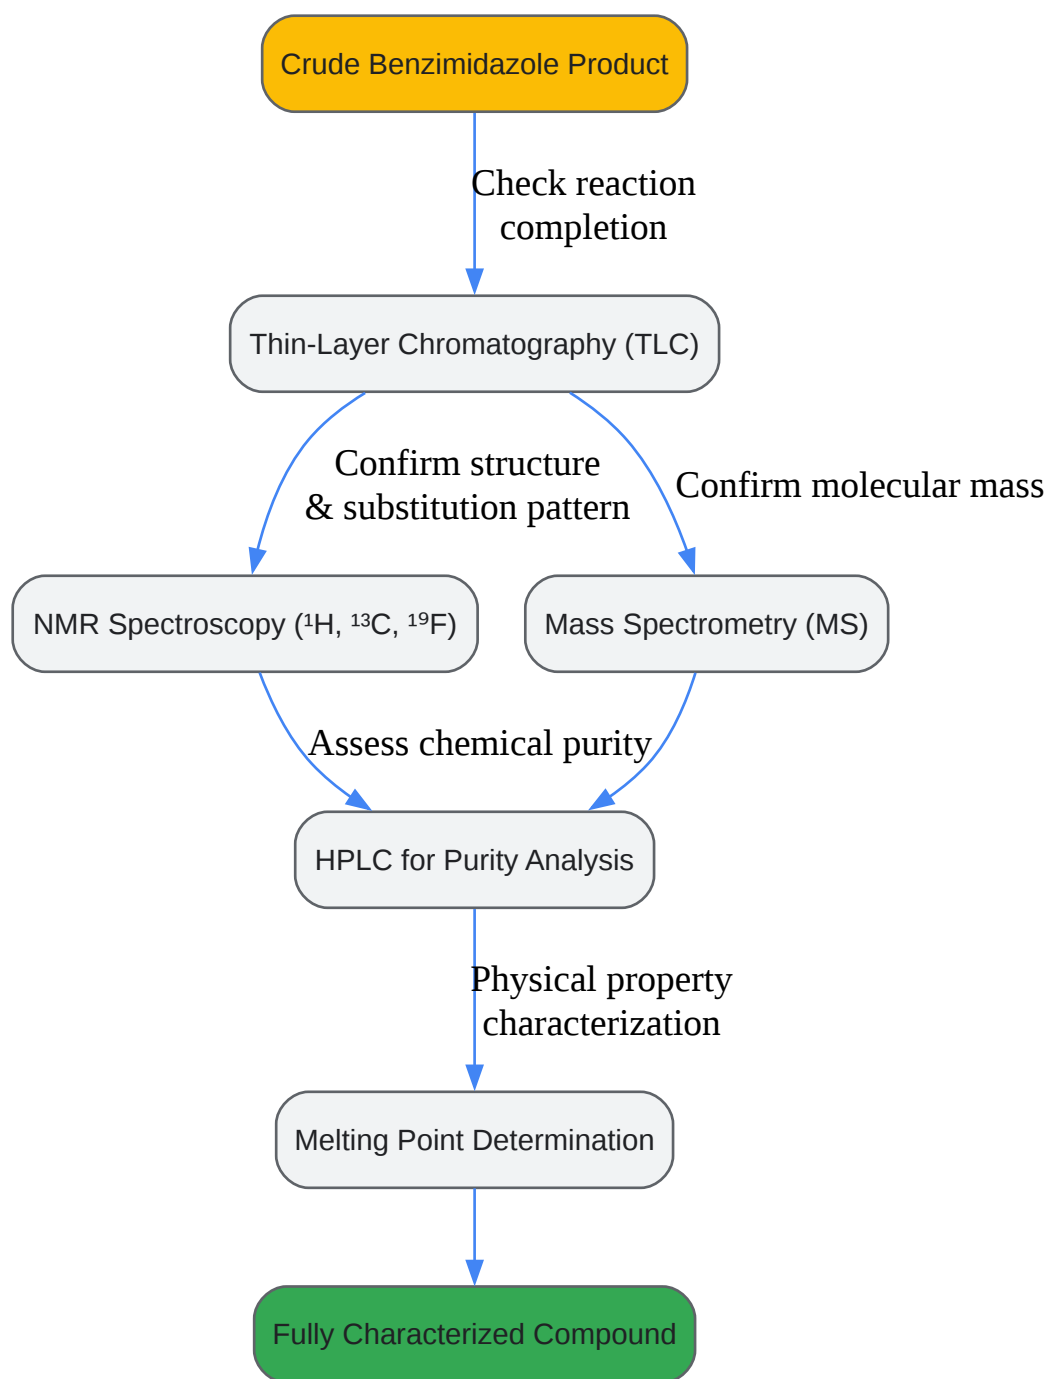 Crude Benzimidazole Product
Check reaction
completion
Thin-Layer Chromatography (TLC)
Confirm structure
& substitution pattern
Confirm molecular mass
NMR Spectroscopy (¹H, ¹³C, ¹⁹F)
Mass Spectrometry (MS)
Assess chemical purity
HPLC for Purity Analysis
Physical property
characterization
Melting Point Determination
Fully Characterized Compound